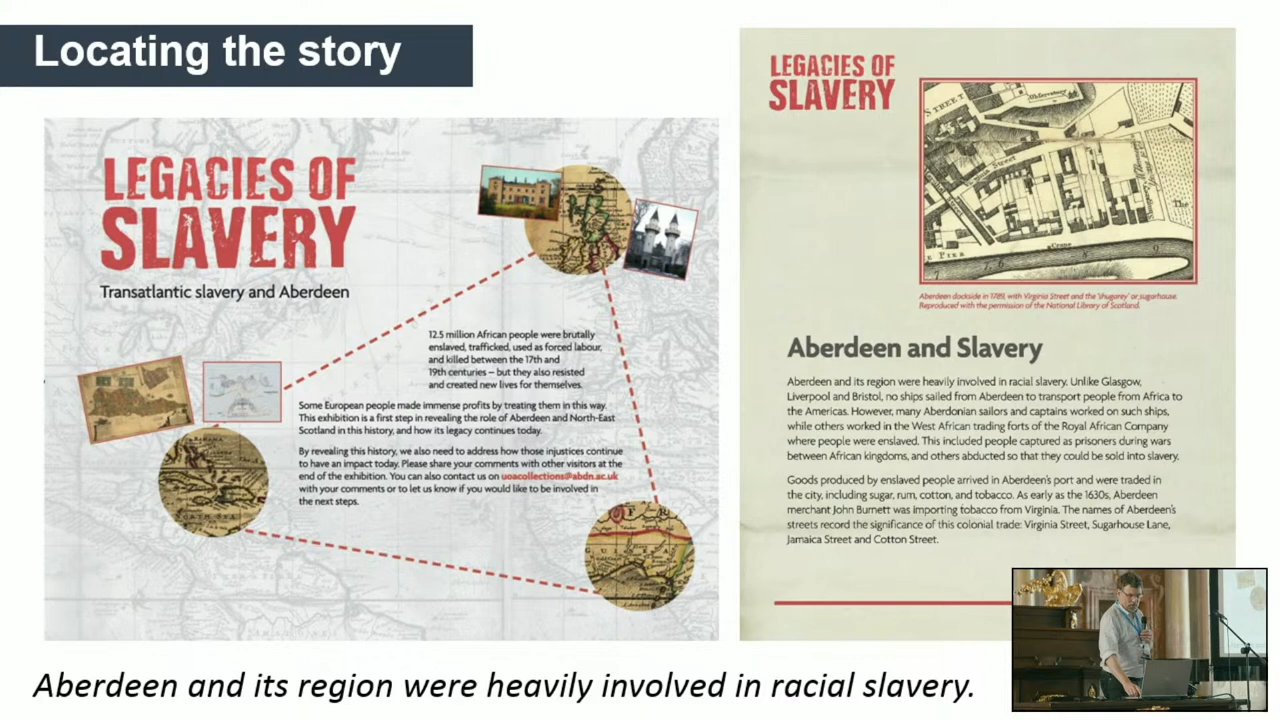 Locating the story
LEGACIES OF
SLAVERY
Transatlantic slavery and Aberdeen
12.5 million African people were brutally
enslaved, trafficked, used as forced labour,
and killed between the 17th and
19th centuries – but they also resisted
and created new lives for themselves.
Some European people made immense profits by treating them in this way.
This exhibition is a first step in revealing the role of Aberdeen and North-East
Scotland in this history, and how its legacy continues today.
By revealing this history, we also need to address how those injustices continue
to have an impact today. Please share your comments with other visitors at the
end of the exhibition. You can also contact us on uoacollections@abdn.ac.uk
with your comments or to let us know if you would like to be involved in
the next steps.
GUINEA
LEGACIES OF
SLAVERY
STREET
Street
Crane
The
E PIER
Aberdeen dockside in 1789, with Virginia Street and the 'shugarey' or sugarhouse.
Reproduced with the permission of the National Library of Scotland.
Aberdeen and Slavery
Aberdeen and its region were heavily involved in racial slavery. Unlike Glasgow,
Liverpool and Bristol, no ships sailed from Aberdeen to transport people from Africa to
the Americas. However, many Aberdonian sailors and captains worked on such ships,
while others worked in the West African trading forts of the Royal African Company
where people were enslaved. This included people captured as prisoners during wars
between African kingdoms, and others abducted so that they could be sold into slavery.
Goods produced by enslaved people arrived in Aberdeen's port and were traded in
the city, including sugar, rum, cotton, and tobacco. As early as the 1630s, Aberdeen
merchant John Burnett was importing tobacco from Virginia. The names of Aberdeen's
streets record the significance of this colonial trade: Virginia Street, Sugarhouse Lane,
Jamaica Street and Cotton Street.
Aberdeen and its region were heavily involved in racial slavery.